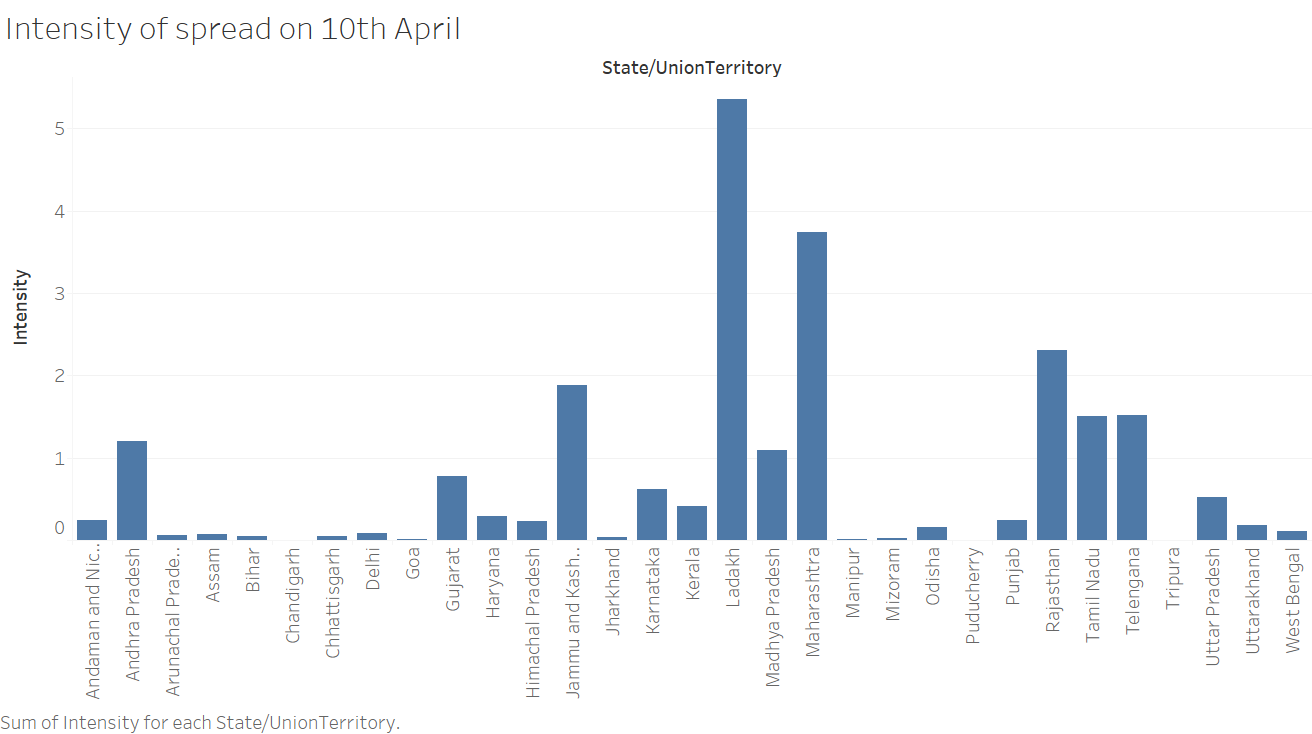 Intensity of spread on 10th April
State/UnionTerritory
Intensity
5
4
3
2
1
0
Andaman and Nic..
Andhra Pradesh
Arunachal Prade..
Assam
Bihar
Chandigarh
Chhattisgarh
Delhi
Goa
Gujarat
Haryana
Himachal Pradesh
Jammu and Kash..
Jharkhand
Karnataka
Kerala
Ladakh
Madhya Pradesh
Maharashtra
Manipur
Mizoram
Odisha
Puducherry
Punjab
Rajasthan
Tamil Nadu
Telengana
Tripura
Uttar Pradesh
Uttarakhand
West Bengal
Sum of Intensity for each State/UnionTerritory.